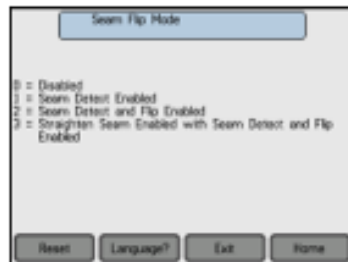 Seam Flip Mode
0 = Disabled
1 = Seam Detect Enabled
2 = Seam Detect and Flip Enabled
3 = Straighten Seam Enabled with Seam Detect and Flip
Enabled
Reset
Language?
Exit
Home